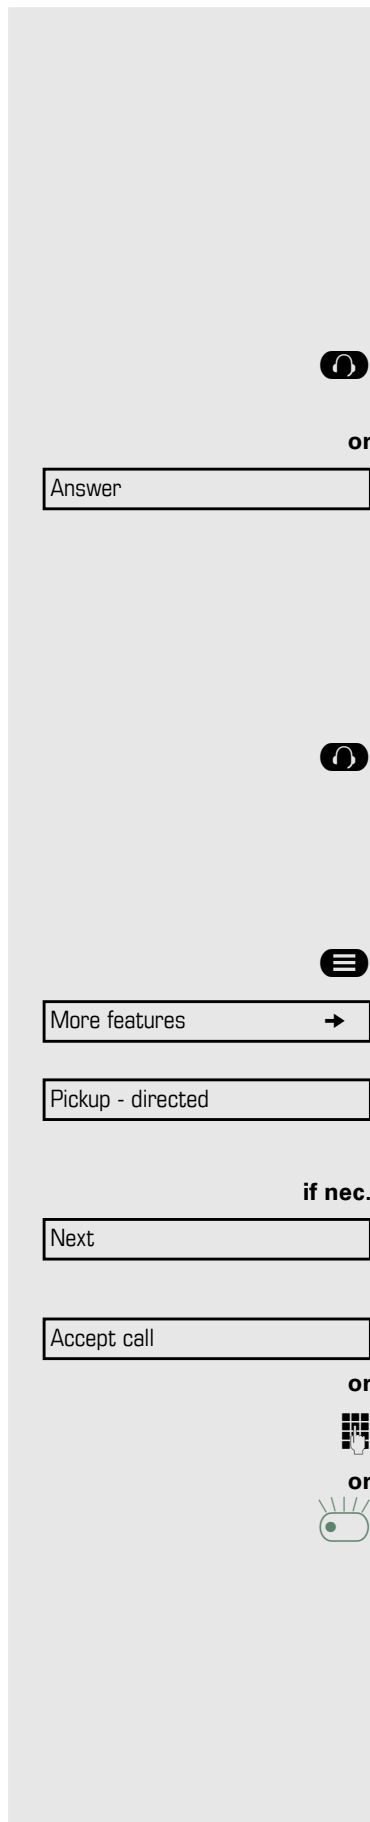 or
Answer
More features
Pickup - directed
if nec.
Next
Accept call
or
or